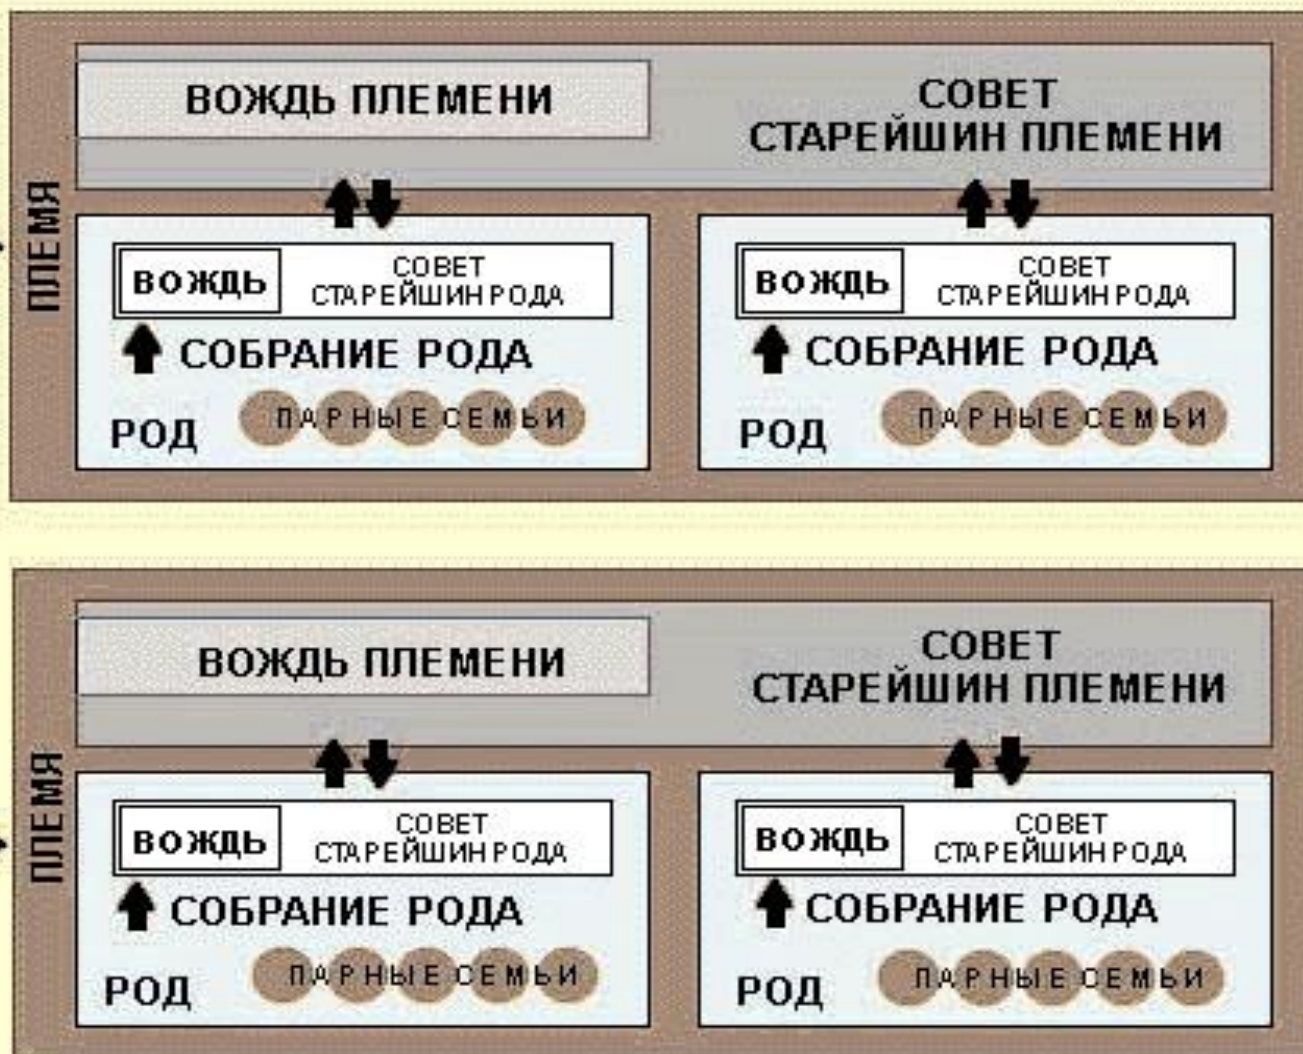 ПЛЕМЯ
ВОЖДЬ ПЛЕМЕНИ
СОВЕТ
СТАРЕЙШИН ПЛЕМЕНИ
ВОЖДЬ
СОВЕТ
СТАРЕЙШИН РОДА
СОБРАНИЕ РОДА
ПАРНЫЕ СЕМЬИ
РОД
ВОЖДЬ
СОВЕТ
СТАРЕЙШИН РОДА
СОБРАНИЕ РОДА
ПАРНЫЕ СЕМЬИ
РОД
ПЛЕМЯ
ВОЖДЬ ПЛЕМЕНИ
СОВЕТ
СТАРЕЙШИН ПЛЕМЕНИ
ВОЖДЬ
СОВЕТ
СТАРЕЙШИН РОДА
СОБРАНИЕ РОДА
ПАРНЫЕ СЕМЬИ
РОД
ВОЖДЬ
СОВЕТ
СТАРЕЙШИН РОДА
СОБРАНИЕ РОДА
ПАРНЫЕ СЕМЬИ
РОД